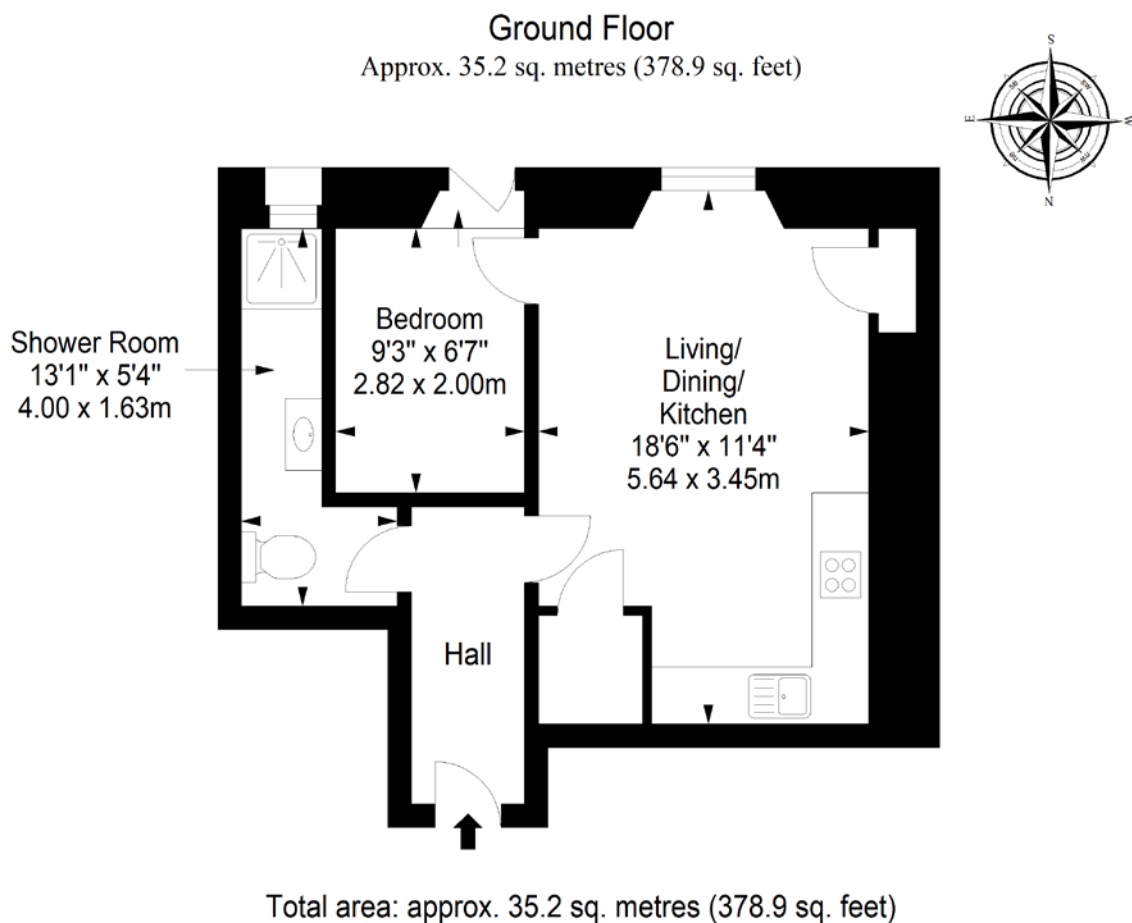 Ground Floor
Approx. 35.2 sq. metres (378.9 sq. feet)
S
E
W
N
Shower Room
13'1" x 5'4"
4.00 x 1.63m
Bedroom
9'3" x 6'7"
2.82 x 2.00m
Living/
Dining/
Kitchen
18'6" x 11'4"
5.64 x 3.45m
Hall
Total area: approx. 35.2 sq. metres (378.9 sq. feet)